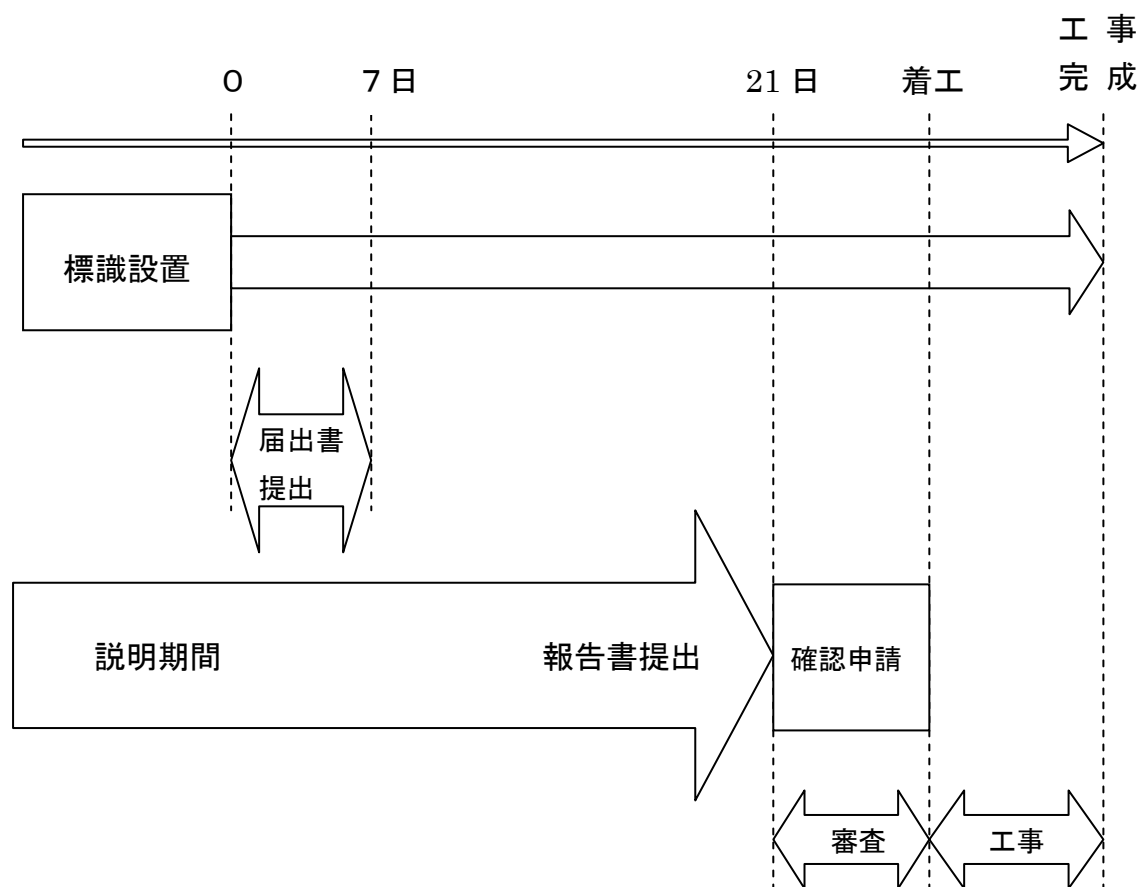 工事
完成
0
7日
21日
着工
標識設置
届出書
提出
説明期間
報告書提出
確認申請
審査
工事